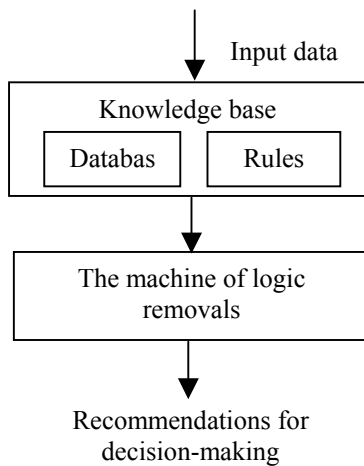 Input data
Knowledge base
Databas
Rules
The machine of logic
removals
Recommendations for
decision-making